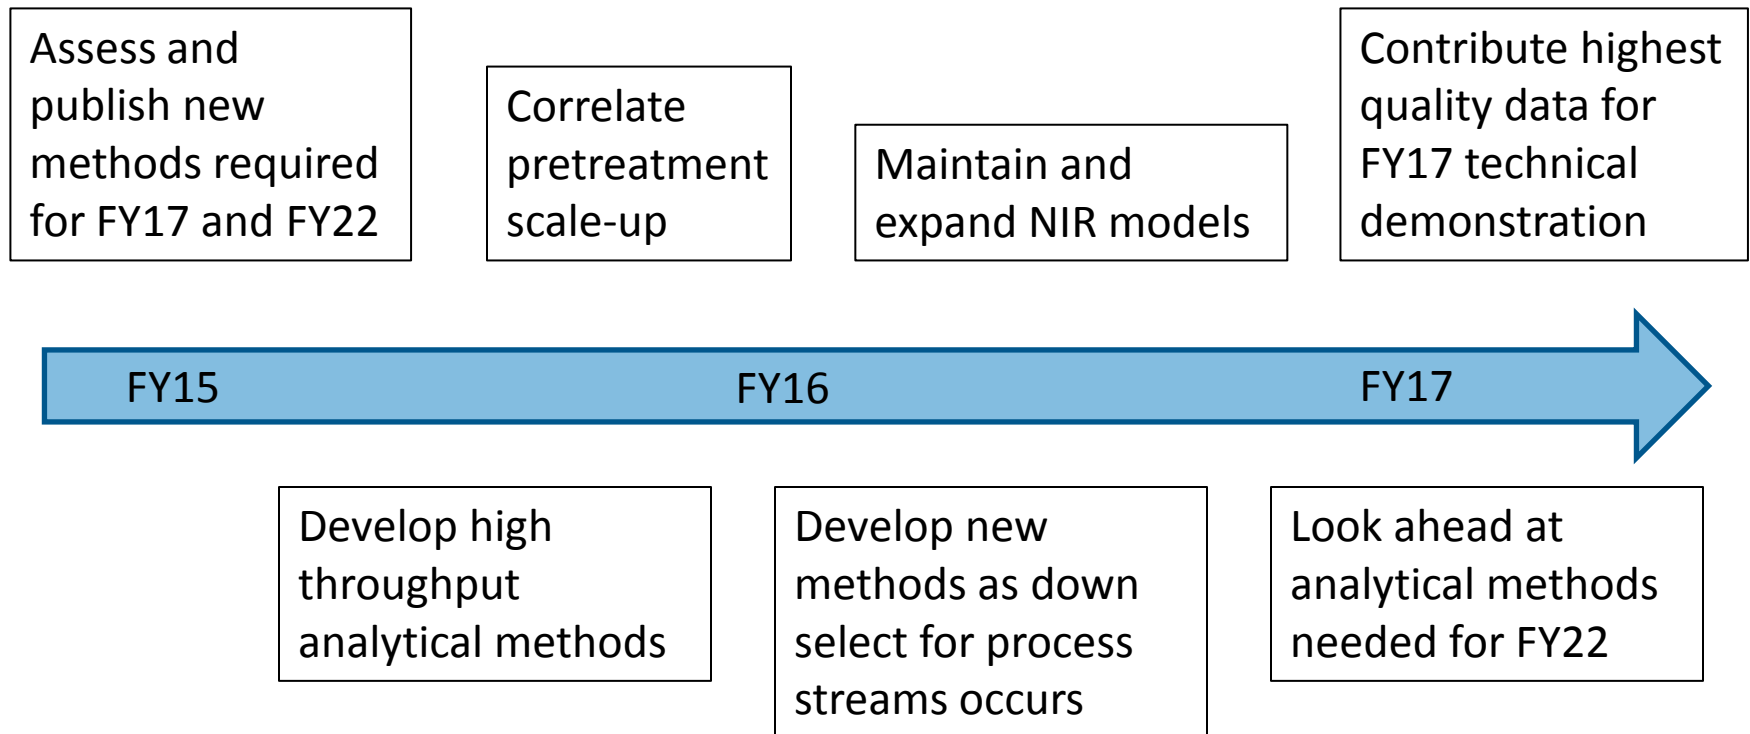 Assess and
publish new
methods required
for FY17 and FY22
Correlate
pretreatment
scale-up
Maintain and
expand NIR models
Contribute highest
quality data for
FY17 technical
demonstration
FY15
FY16
FY17
Develop high
throughput
analytical methods
Develop new
methods as down
select for process
streams occurs
Look ahead at
analytical methods
needed for FY22